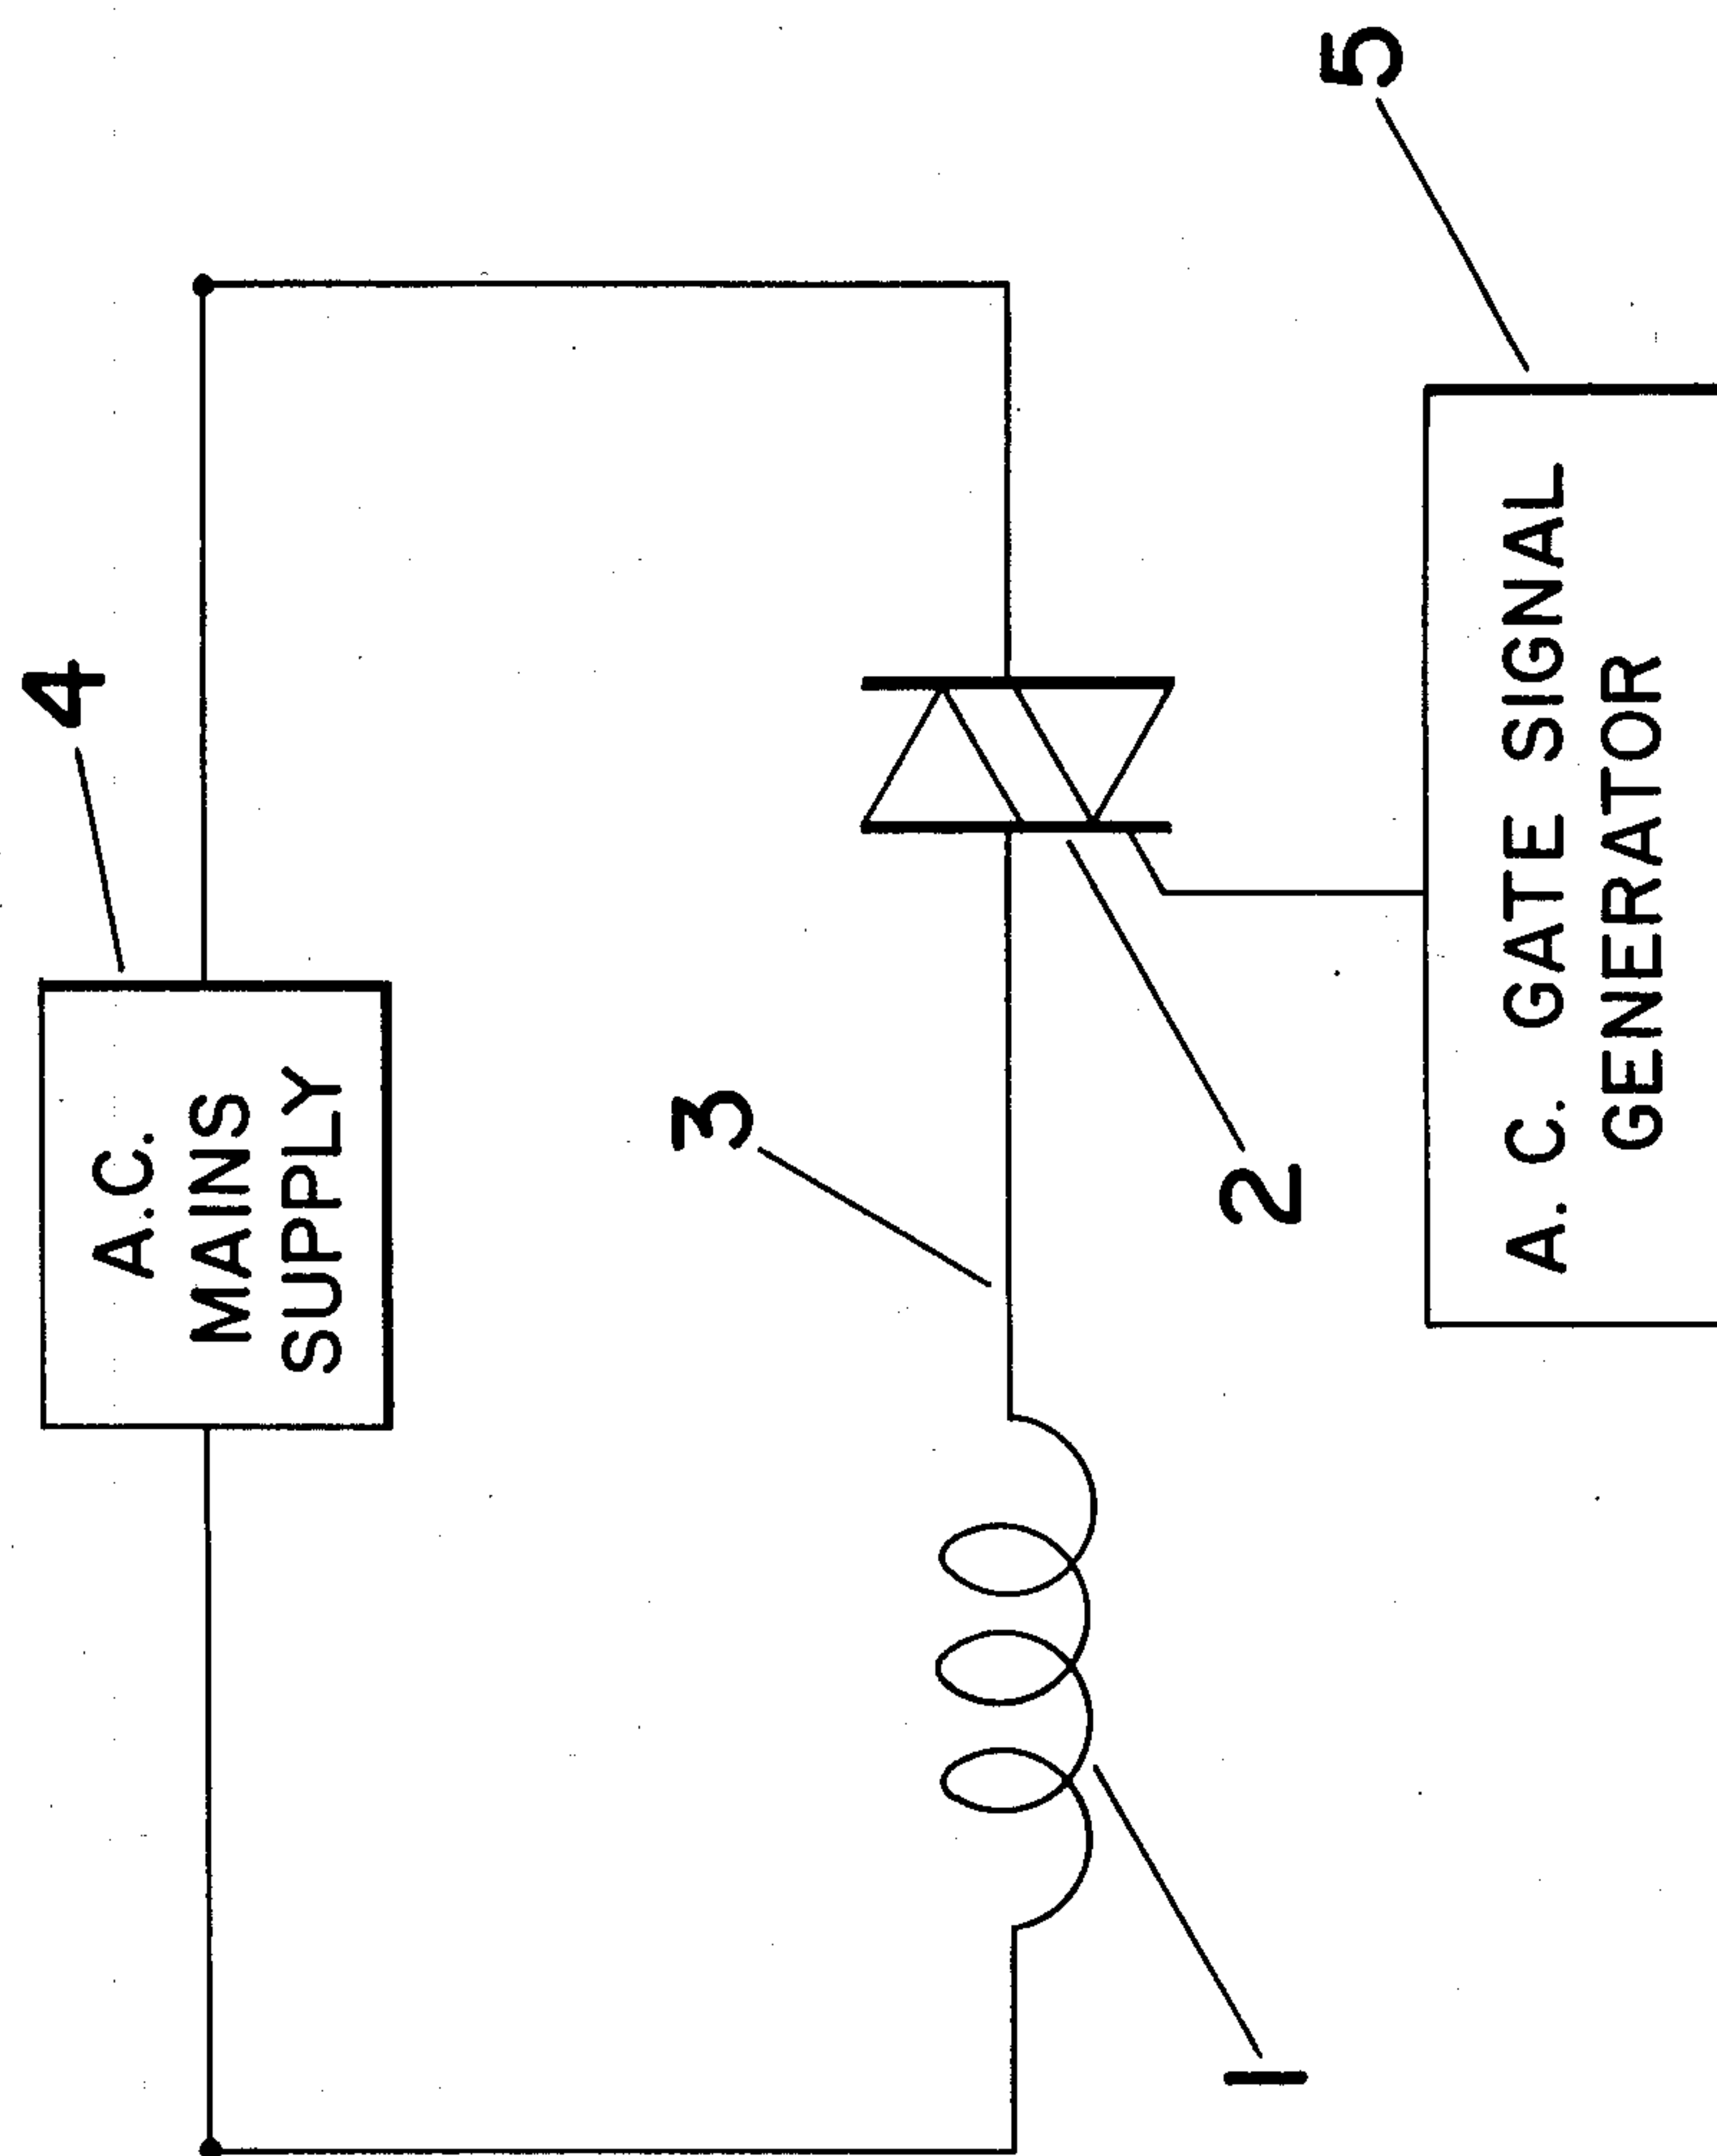 4
A.C.
MAINS
SUPPLY
3
1
2
5
A. C. GATE SIGNAL
GENERATOR